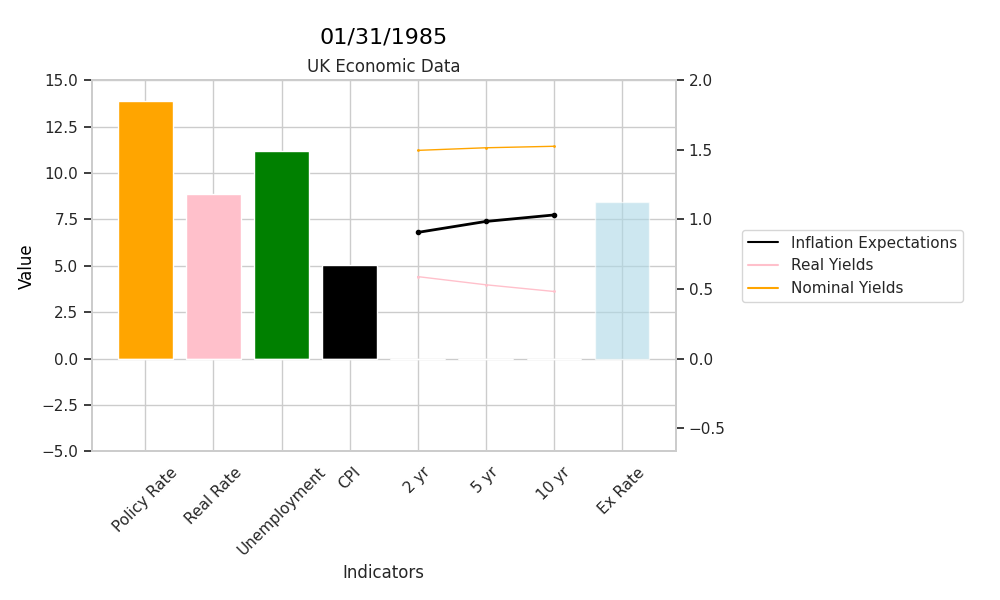 01/31/1985
UK Economic Data
Value
15.0
12.5
10.0
7.5
5.0
2.5
0.0
−2.5
−5.0
2.0
1.5
1.0
0.5
0.0
−0.5
Inflation Expectations
Real Yields
Nominal Yields
Policy Rate
Real Rate
Unemployment
CPI
2 yr
5 yr
10 yr
Ex Rate
Indicators